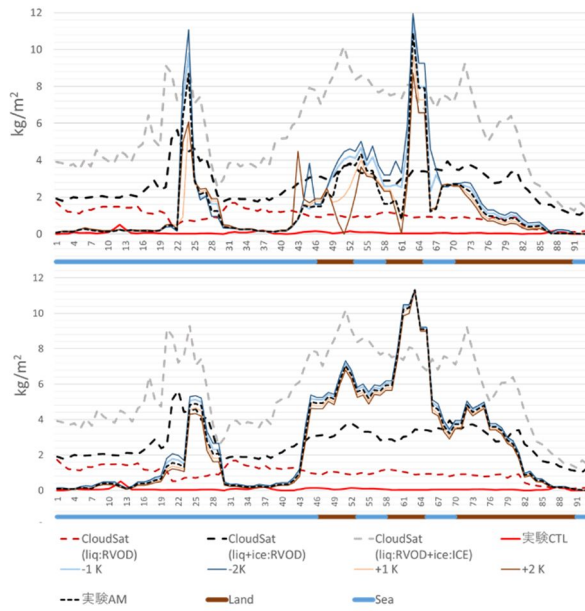 12
10
8
6
4
2
0
kg/m²
1 4 7 10 13 16 19 22 25 28 31 34 37 40 43 46 49 52 55 58 61 64 67 70 73 76 79 82 85 88 91
12
10
8
6
4
2
0
kg/m²
1 4 7 10 13 16 19 22 25 28 31 34 37 40 43 46 49 52 55 58 61 64 67 70 73 76 79 82 85 88 91
CloudSat (liq:RVOD)
CloudSat (liq+ice:RVOD)
CloudSat (liq:RVOD+ice:ICE)
実験CTL
-1 K
-2K
+1 K
+2 K
実験AM
Land
Sea